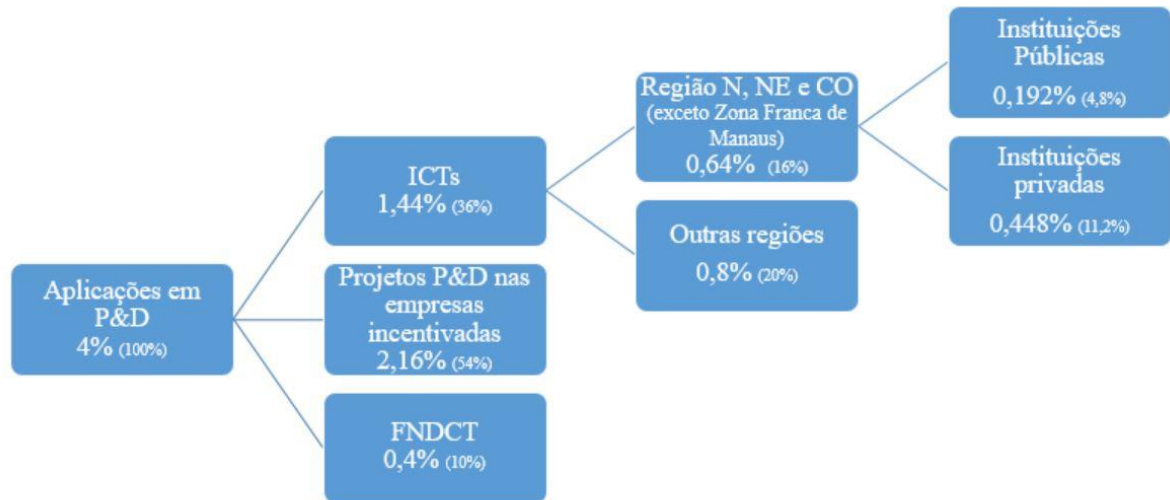 Aplicações em
P&D
4% (100%)
ICTs
1,44% (36%)
Projetos P&D nas
empresas
incentivadas
2,16% (54%)
FNDCT
0,4% (10%)
Região N, NE e CO
(exceto Zona Franca de
Manaus)
0,64% (16%)
Outras regiões
0,8% (20%)
Instituições
Públicas
0,192% (4,8%)
Instituições
privadas
0,448% (11,2%)